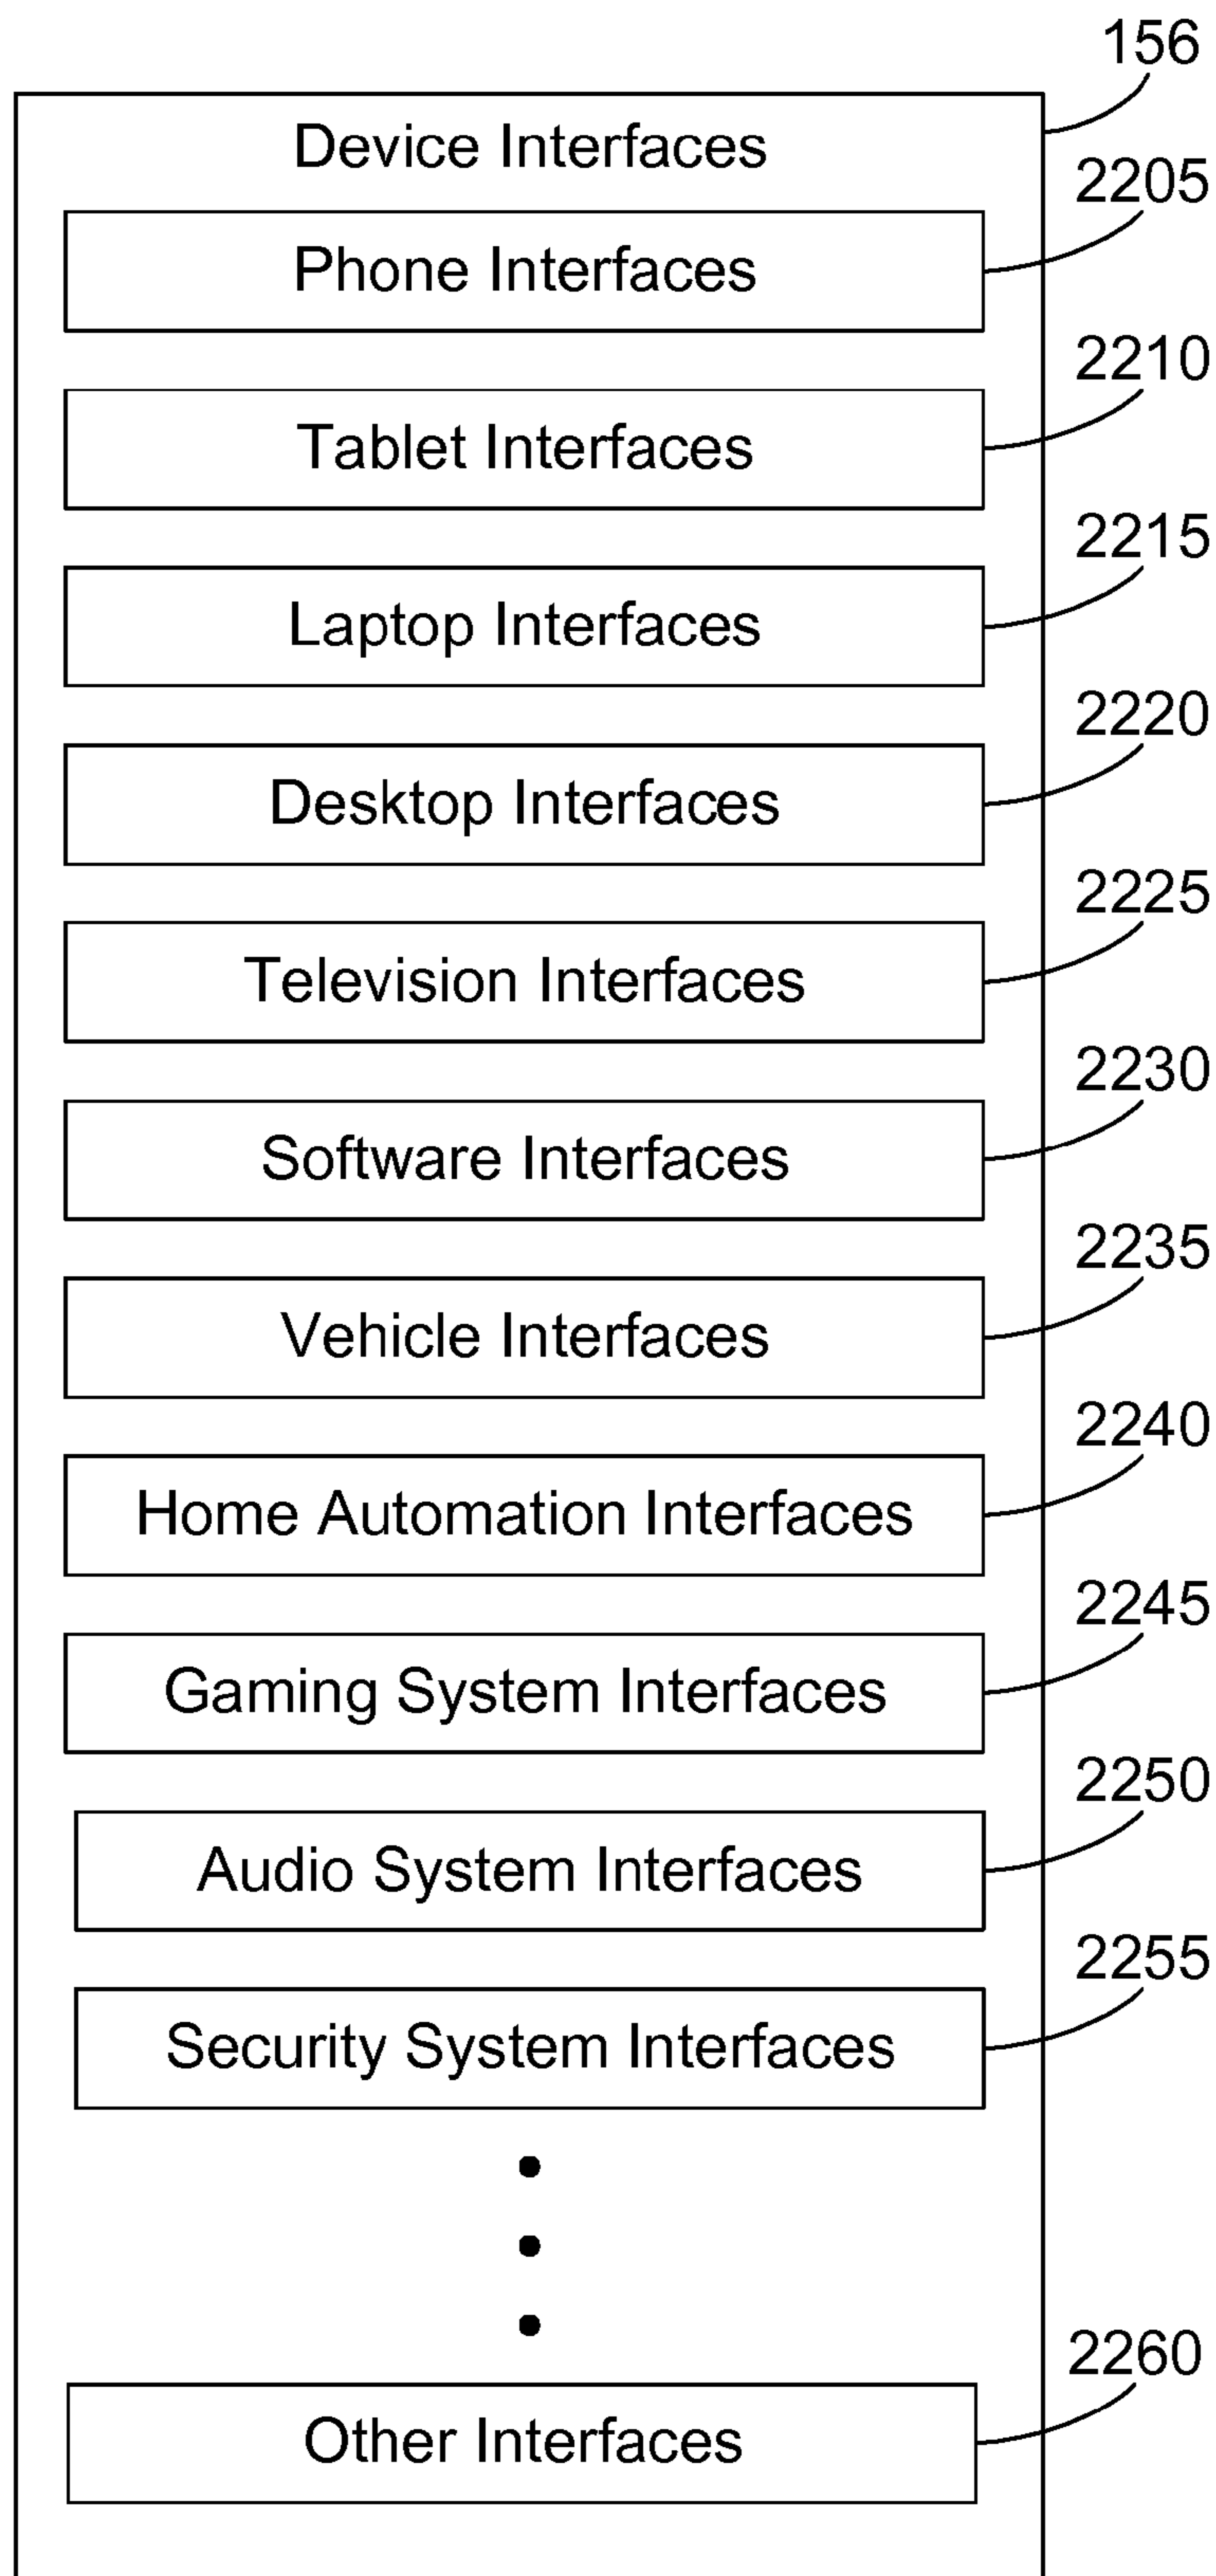 156
Device Interfaces
2205
Phone Interfaces
2210
Tablet Interfaces
2215
Laptop Interfaces
2220
Desktop Interfaces
2225
Television Interfaces
2230
Software Interfaces
2235
Vehicle Interfaces
2240
Home Automation Interfaces
2245
Gaming System Interfaces
2250
Audio System Interfaces
2255
Security System Interfaces
2260
Other Interfaces